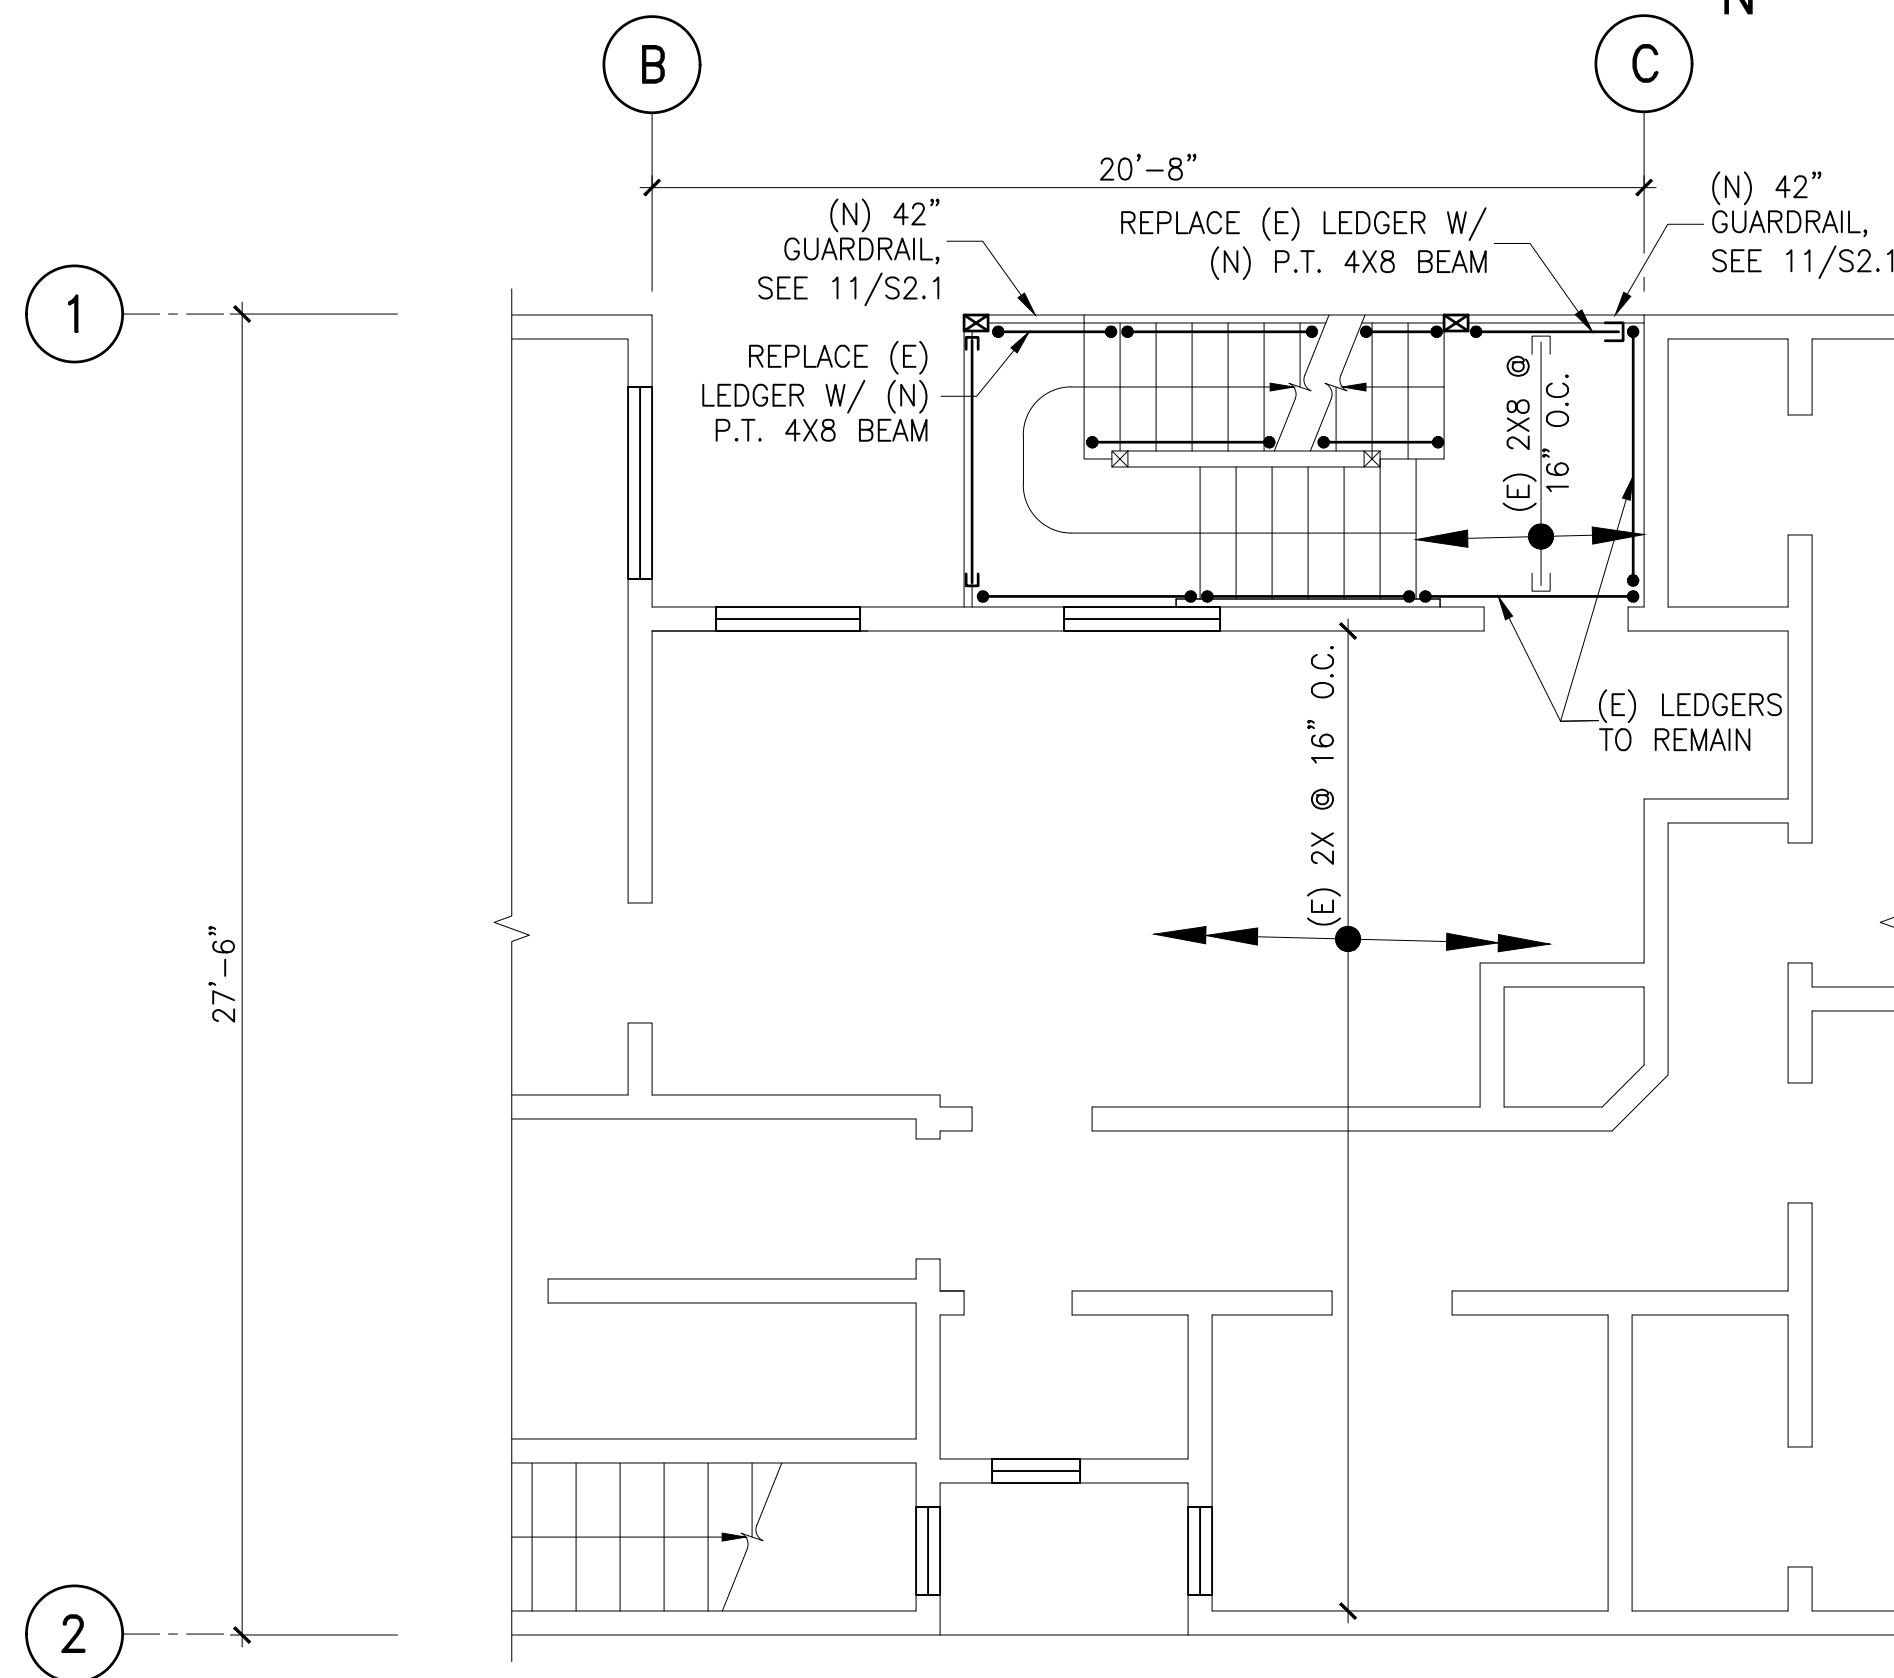 N
B
C
20'-8"
(N) 42"
GUARDRAIL,
SEE 11/S2.1
REPLACE (E) LEDGER W/
(N) P.T. 4X8 BEAM
(N) 42"
GUARDRAIL,
SEE 11/S2.1
1
REPLACE (E)
LEDGER W/ (N)
P.T. 4X8 BEAM
(E) 2X8 @
16" O.C.
(E) LEDGERS
TO REMAIN
(E) 2X @ 16" O.C.
27'-6"
2